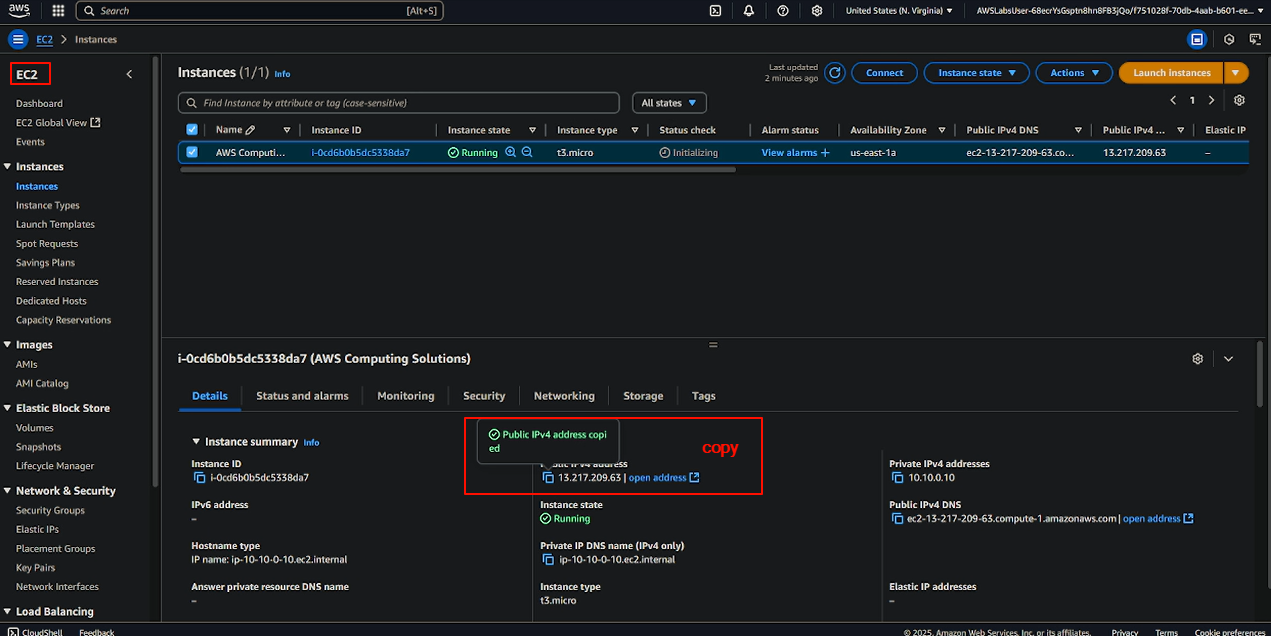 aws
Search [Alt+S]
United States (N. Virginia)
AWSLabsUser-68ecrYsGsptn8hn8FB3jQo/f751028f-70db-4aab-b601-ee...
EC2 > Instances
EC2
Dashboard
EC2 Global View
Events
Instances
Instances
Instance Types
Launch Templates
Spot Requests
Savings Plans
Reserved Instances
Dedicated Hosts
Capacity Reservations
Images
AMIs
AMI Catalog
Elastic Block Store
Volumes
Snapshots
Lifecycle Manager
Network & Security
Security Groups
Elastic IPs
Placement Groups
Key Pairs
Network Interfaces
Load Balancing
Instances (1/1) Info
Last updated
2 minutes ago
Connect
Instance state
Actions
Launch instances
Find Instance by attribute or tag (case-sensitive)
All states
1
Name Instance ID Instance state Instance type Status check Alarm status Availability Zone Public IPv4 DNS Public IPv4 ... Elastic IP
AWS Computi... i-0cd6b0b5dc5338da7 Running t3.micro Initializing View alarms + us-east-1a ec2-13-217-209-63.co... 13.217.209.63 –
i-0cd6b0b5dc5338da7 (AWS Computing Solutions)
Details Status and alarms Monitoring Security Networking Storage Tags
Instance summary Info
Public IPv4 address copi
ed
copy
Instance ID
i-0cd6b0b5dc5338da7
address
13.217.209.63 | open address
Private IPv4 addresses
10.10.0.10
IPv6 address
–
Instance state
Running
Public IPv4 DNS
ec2-13-217-209-63.compute-1.amazonaws.com | open address
Hostname type
IP name: ip-10-10-0-10.ec2.internal
Private IP DNS name (IPv4 only)
ip-10-10-0-10.ec2.internal
Answer private resource DNS name
–
Instance type
t3.micro
Elastic IP addresses
–
CloudShell Feedback
© 2025, Amazon Web Services, Inc. or its affiliates. Privacy Terms Cookie preferences